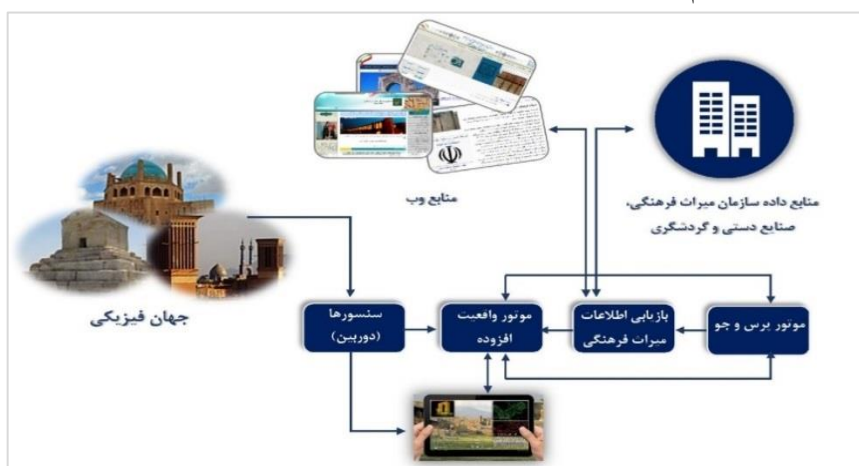 منابع وب
منابع داده سازمان میراث فرهنگی،
صنایع دستی و گردشگری
جهان فیزیکی
سنسورها
(دوربین)
موتور واقعیت
افزوده
بازیابی اطلاعات
میراث فرهنگی
موتور پرس و جو